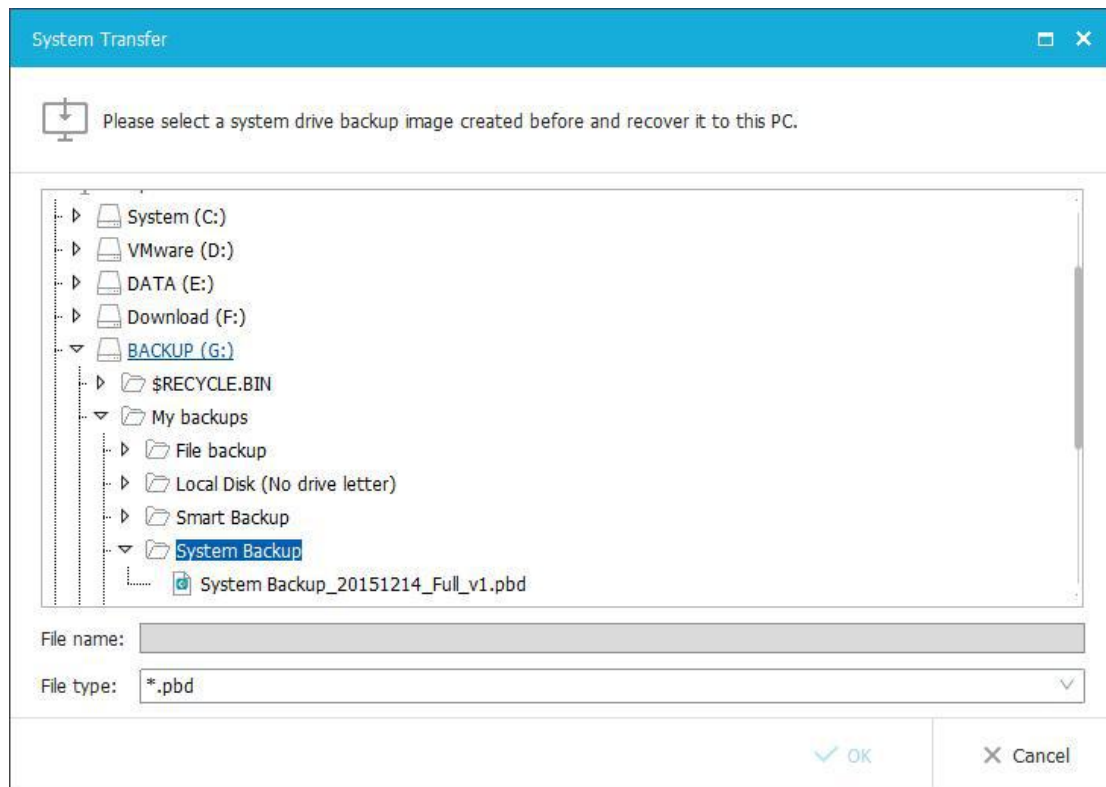 System Transfer
Please select a system drive backup image created before and recover it to this PC.
System (C:)
VMware (D:)
DATA (E:)
Download (F:)
BACKUP (G:)
$RECYCLE.BIN
My backups
File backup
Local Disk (No drive letter)
Smart Backup
System Backup
System Backup_20151214_Full_v1.pbd
File name:
File type: *.pbd
OK Cancel